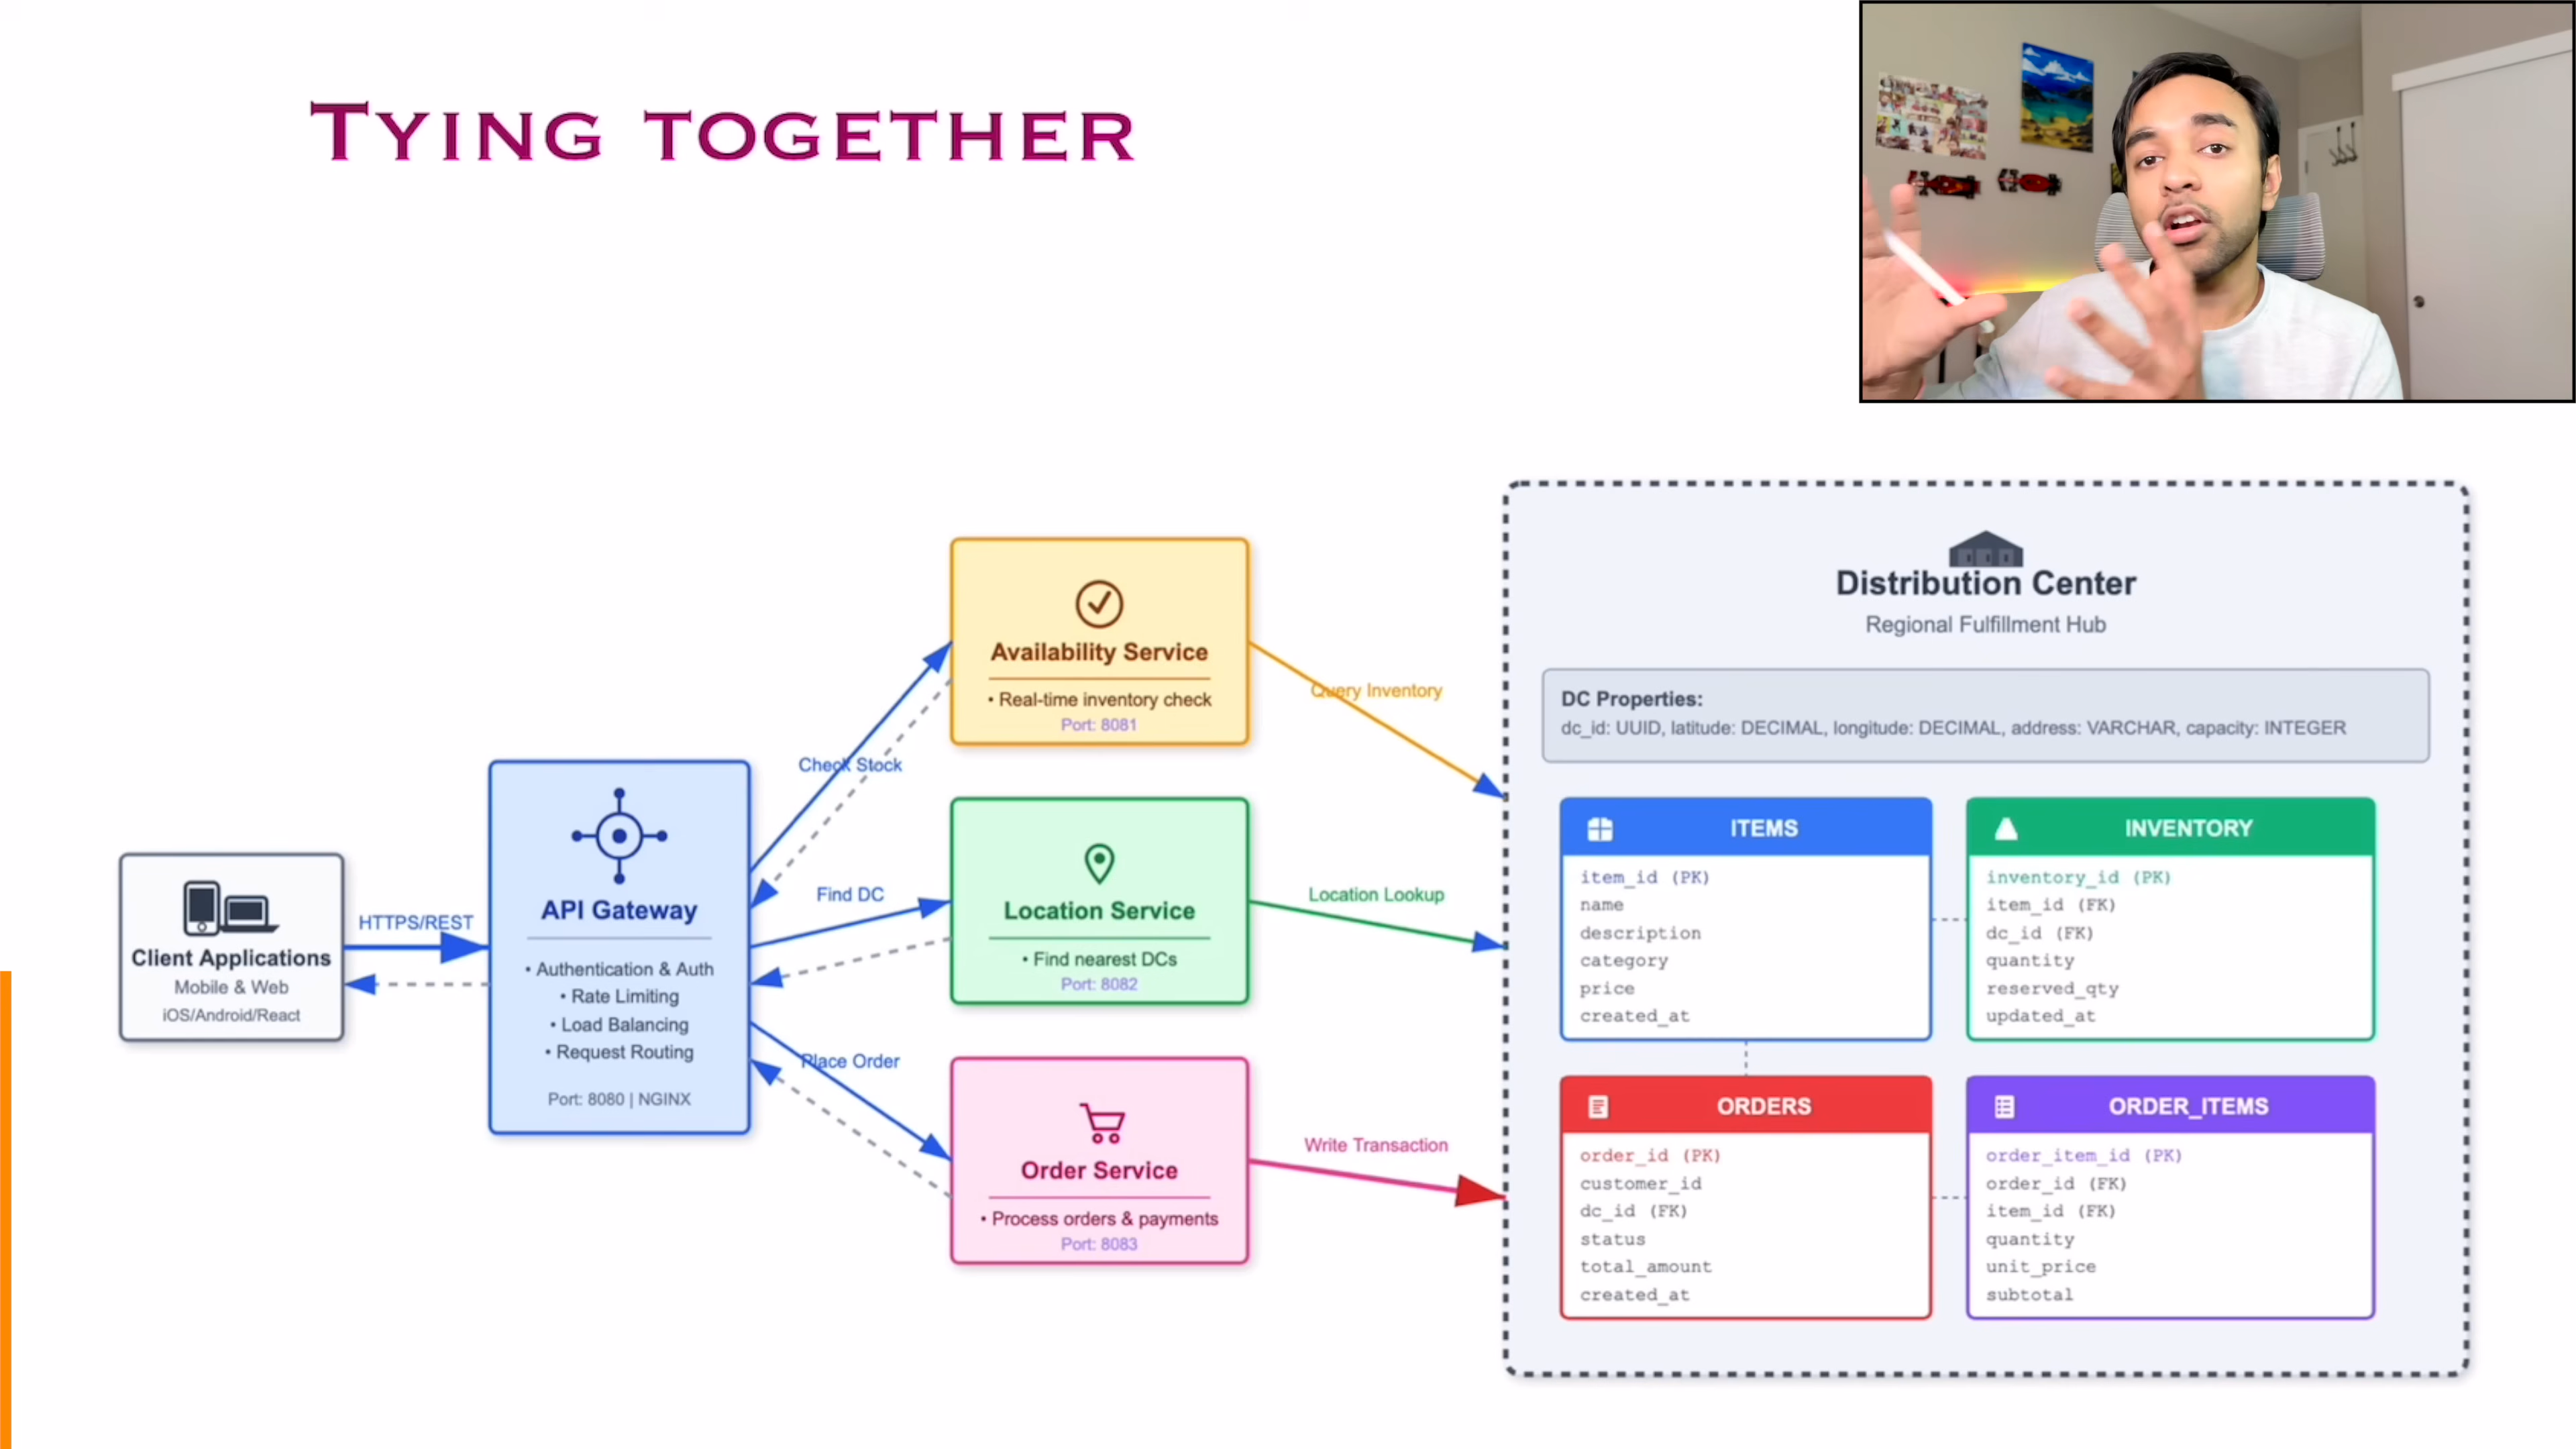 TYING TOGETHER
Client Applications
Mobile & Web
iOS/Android/React
HTTPS/REST
API Gateway
• Authentication & Auth
• Rate Limiting
• Load Balancing
• Request Routing
Port: 8080 | NGINX
Check Stock
Find DC
Place Order
Availability Service
• Real-time inventory check
Port: 8081
Location Service
• Find nearest DCs
Port: 8082
Order Service
• Process orders & payments
Port: 8083
Query Inventory
Location Lookup
Write Transaction
Distribution Center
Regional Fulfillment Hub
DC Properties:
dc_id: UUID, latitude: DECIMAL, longitude: DECIMAL, address: VARCHAR, capacity: INTEGER
ITEMS
item_id (PK)
name
description
category
price
created_at
INVENTORY
inventory_id (PK)
item_id (FK)
dc_id (FK)
quantity
reserved_qty
updated_at
ORDERS
order_id (PK)
customer_id
dc_id (FK)
status
total_amount
created_at
ORDER_ITEMS
order_item_id (PK)
order_id (FK)
item_id (FK)
quantity
unit_price
subtotal